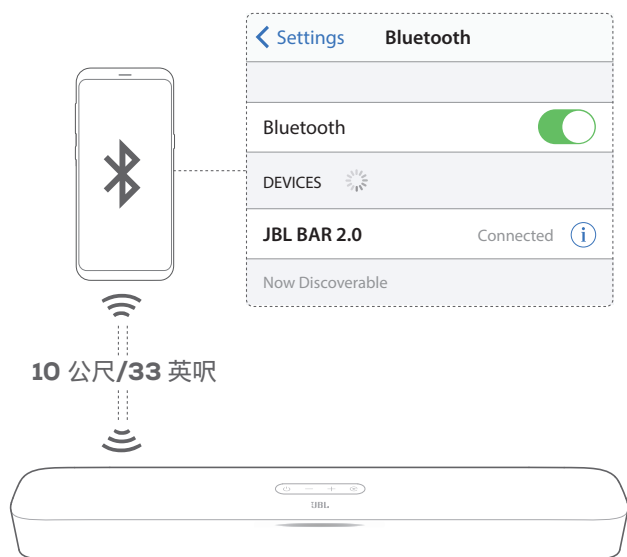 Settings Bluetooth
Bluetooth
DEVICES
JBL BAR 2.0 Connected i
Now Discoverable
10 公尺/33 英呎
JBL